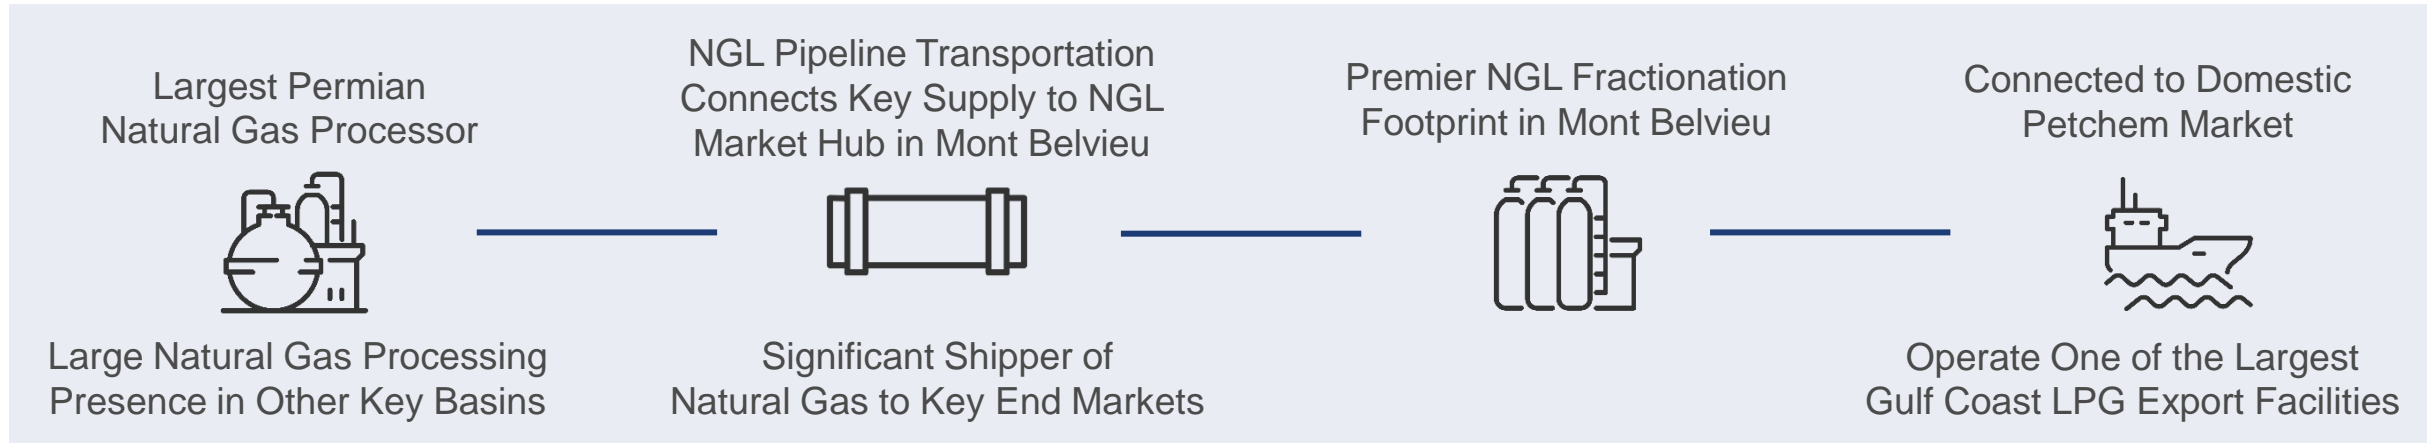 Largest Permian
Natural Gas Processor
Large Natural Gas Processing
Presence in Other Key Basins
NGL Pipeline Transportation
Connects Key Supply to NGL
Market Hub in Mont Belvieu
Significant Shipper of
Natural Gas to Key End Markets
Premier NGL Fractionation
Footprint in Mont Belvieu
Connected to Domestic
Petchem Market
Operate One of the Largest
Gulf Coast LPG Export Facilities